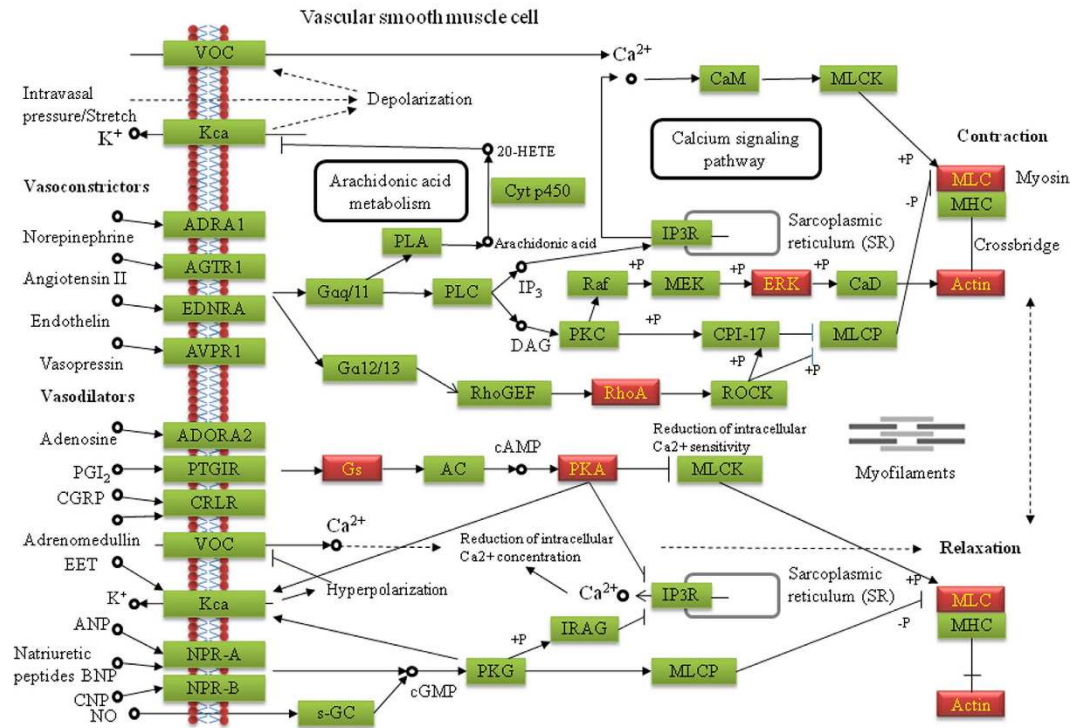 Vascular smooth muscle cell
VOC
Ca²⁺
CaM
MLCK
Intravasal
pressure/Stretch
Depolarization
K⁺
Kca
20-HETE
Calcium signaling
pathway
Contraction
+P
MLC
Myosin
-P
MHC
Arachidonic acid
metabolism
Cyt p450
Vasoconstrictors
ADRA1
Norepinephrine
PLA
Arachidonic acid
IP3R
Sarcoplasmic
reticulum (SR)
Crossbridge
AGTR1
Angiotensin II
Gαq/11
PLC
IP₃
Raf
+P
MEK
+P
ERK
+P
CaD
Actin
EDNRA
Endothelin
DAG
PKC
+P
CPI-17
MLCP
AVPR1
Vasopressin
Gα12/13
+P
+P
RhoGEF
RhoA
ROCK
Vasodilators
ADORA2
Adenosine
Reduction of intracellular
Ca2+ sensitivity
Myofilaments
PGI₂
PTGIR
Gs
AC
cAMP
PKA
MLCK
CGRP
CRLR
Adrenomedullin
VOC
Ca²⁺
Reduction of intracellular
Ca2+ concentration
Relaxation
EET
Hyperpolarization
K⁺
Kca
Ca²⁺
IP3R
Sarcoplasmic
reticulum (SR)
+P
MLC
-P
MHC
ANP
IRAG
+P
NPR-A
Natriuretic
peptides BNP
PKG
MLCP
cGMP
NPR-B
CNP
NO
s-GC
Actin